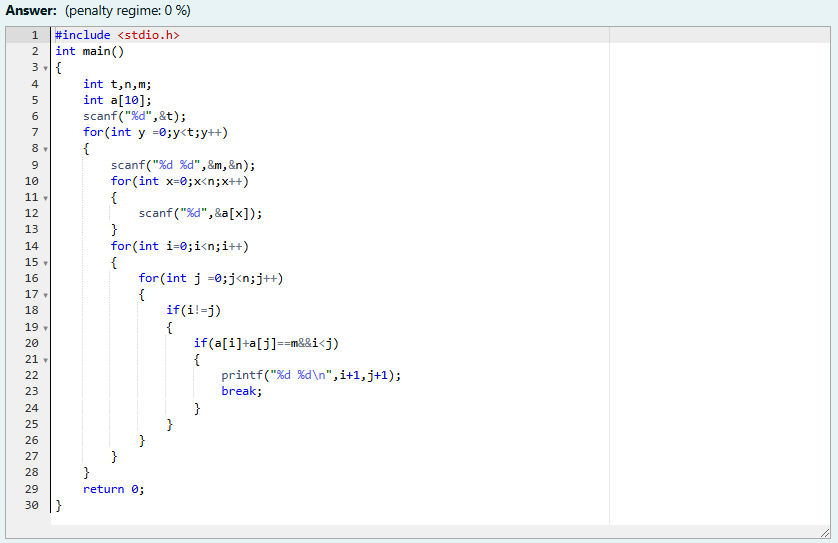 Answer: (penalty regime: 0 %)
1 #include <stdio.h>
2 int main()
3 {
4 int t,n,m;
5 int a[10];
6 scanf("%d",&t);
7 for(int y =0;y<t;y++)
8 {
9 scanf("%d %d",&m,&n);
10 for(int x=0;x<n;x++)
11 {
12 scanf("%d",&a[x]);
13 }
14 for(int i=0;i<n;i++)
15 {
16 for(int j =0;j<n;j++)
17 {
18 if(i!=j)
19 {
20 if(a[i]+a[j]==m&&i<j)
21 {
22 printf("%d %d\n",i+1,j+1);
23 break;
24 }
25 }
26 }
27 }
28 }
29 return 0;
30 }